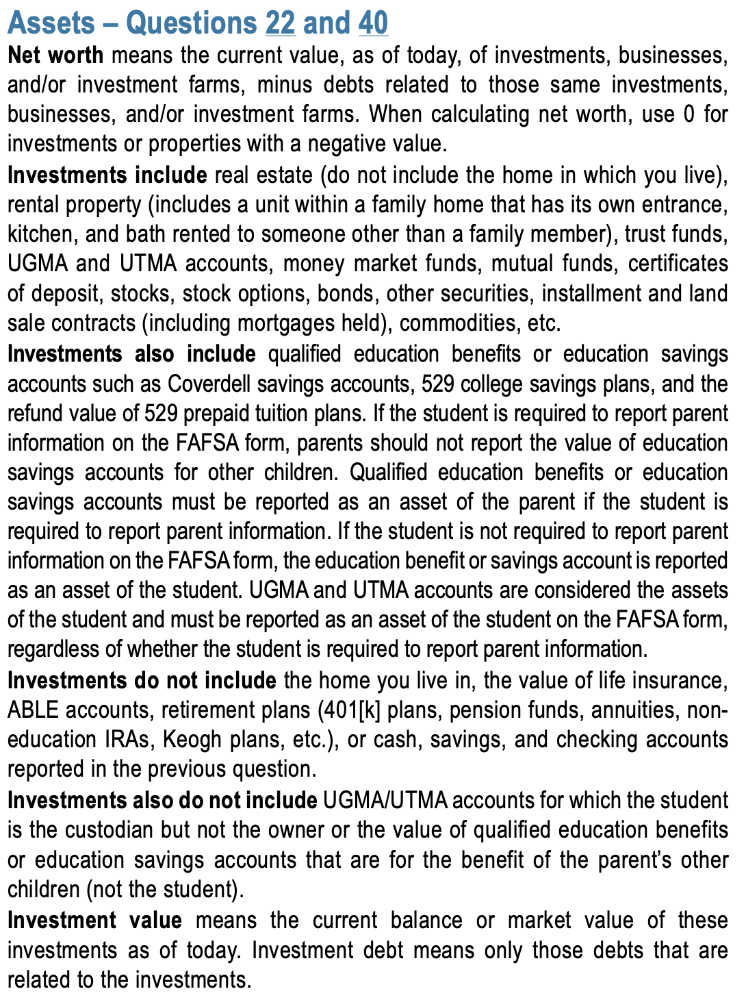 Assets – Questions 22 and 40
Net worth means the current value, as of today, of investments, businesses,
and/or investment farms, minus debts related to those same investments,
businesses, and/or investment farms. When calculating net worth, use 0 for
investments or properties with a negative value.
Investments include real estate (do not include the home in which you live),
rental property (includes a unit within a family home that has its own entrance,
kitchen, and bath rented to someone other than a family member), trust funds,
UGMA and UTMA accounts, money market funds, mutual funds, certificates
of deposit, stocks, stock options, bonds, other securities, installment and land
sale contracts (including mortgages held), commodities, etc.
Investments also include qualified education benefits or education savings
accounts such as Coverdell savings accounts, 529 college savings plans, and the
refund value of 529 prepaid tuition plans. If the student is required to report parent
information on the FAFSA form, parents should not report the value of education
savings accounts for other children. Qualified education benefits or education
savings accounts must be reported as an asset of the parent if the student is
required to report parent information. If the student is not required to report parent
information on the FAFSA form, the education benefit or savings account is reported
as an asset of the student. UGMA and UTMA accounts are considered the assets
of the student and must be reported as an asset of the student on the FAFSA form,
regardless of whether the student is required to report parent information.
Investments do not include the home you live in, the value of life insurance,
ABLE accounts, retirement plans (401[k] plans, pension funds, annuities, non-
education IRAs, Keogh plans, etc.), or cash, savings, and checking accounts
reported in the previous question.
Investments also do not include UGMA/UTMA accounts for which the student
is the custodian but not the owner or the value of qualified education benefits
or education savings accounts that are for the benefit of the parent’s other
children (not the student).
Investment value means the current balance or market value of these
investments as of today. Investment debt means only those debts that are
related to the investments.